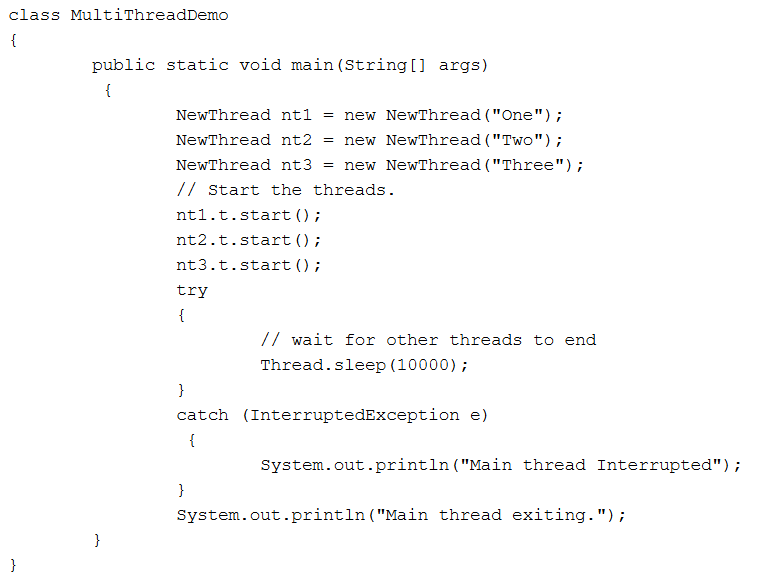 class MultiThreadDemo
{
public static void main(String[] args)
{
NewThread nt1 = new NewThread("One");
NewThread nt2 = new NewThread("Two");
NewThread nt3 = new NewThread("Three");
// Start the threads.
nt1.t.start();
nt2.t.start();
nt3.t.start();
try
{
// wait for other threads to end
Thread.sleep(10000);
}
catch (InterruptedException e)
{
System.out.println("Main thread Interrupted");
}
System.out.println("Main thread exiting.");
}
}